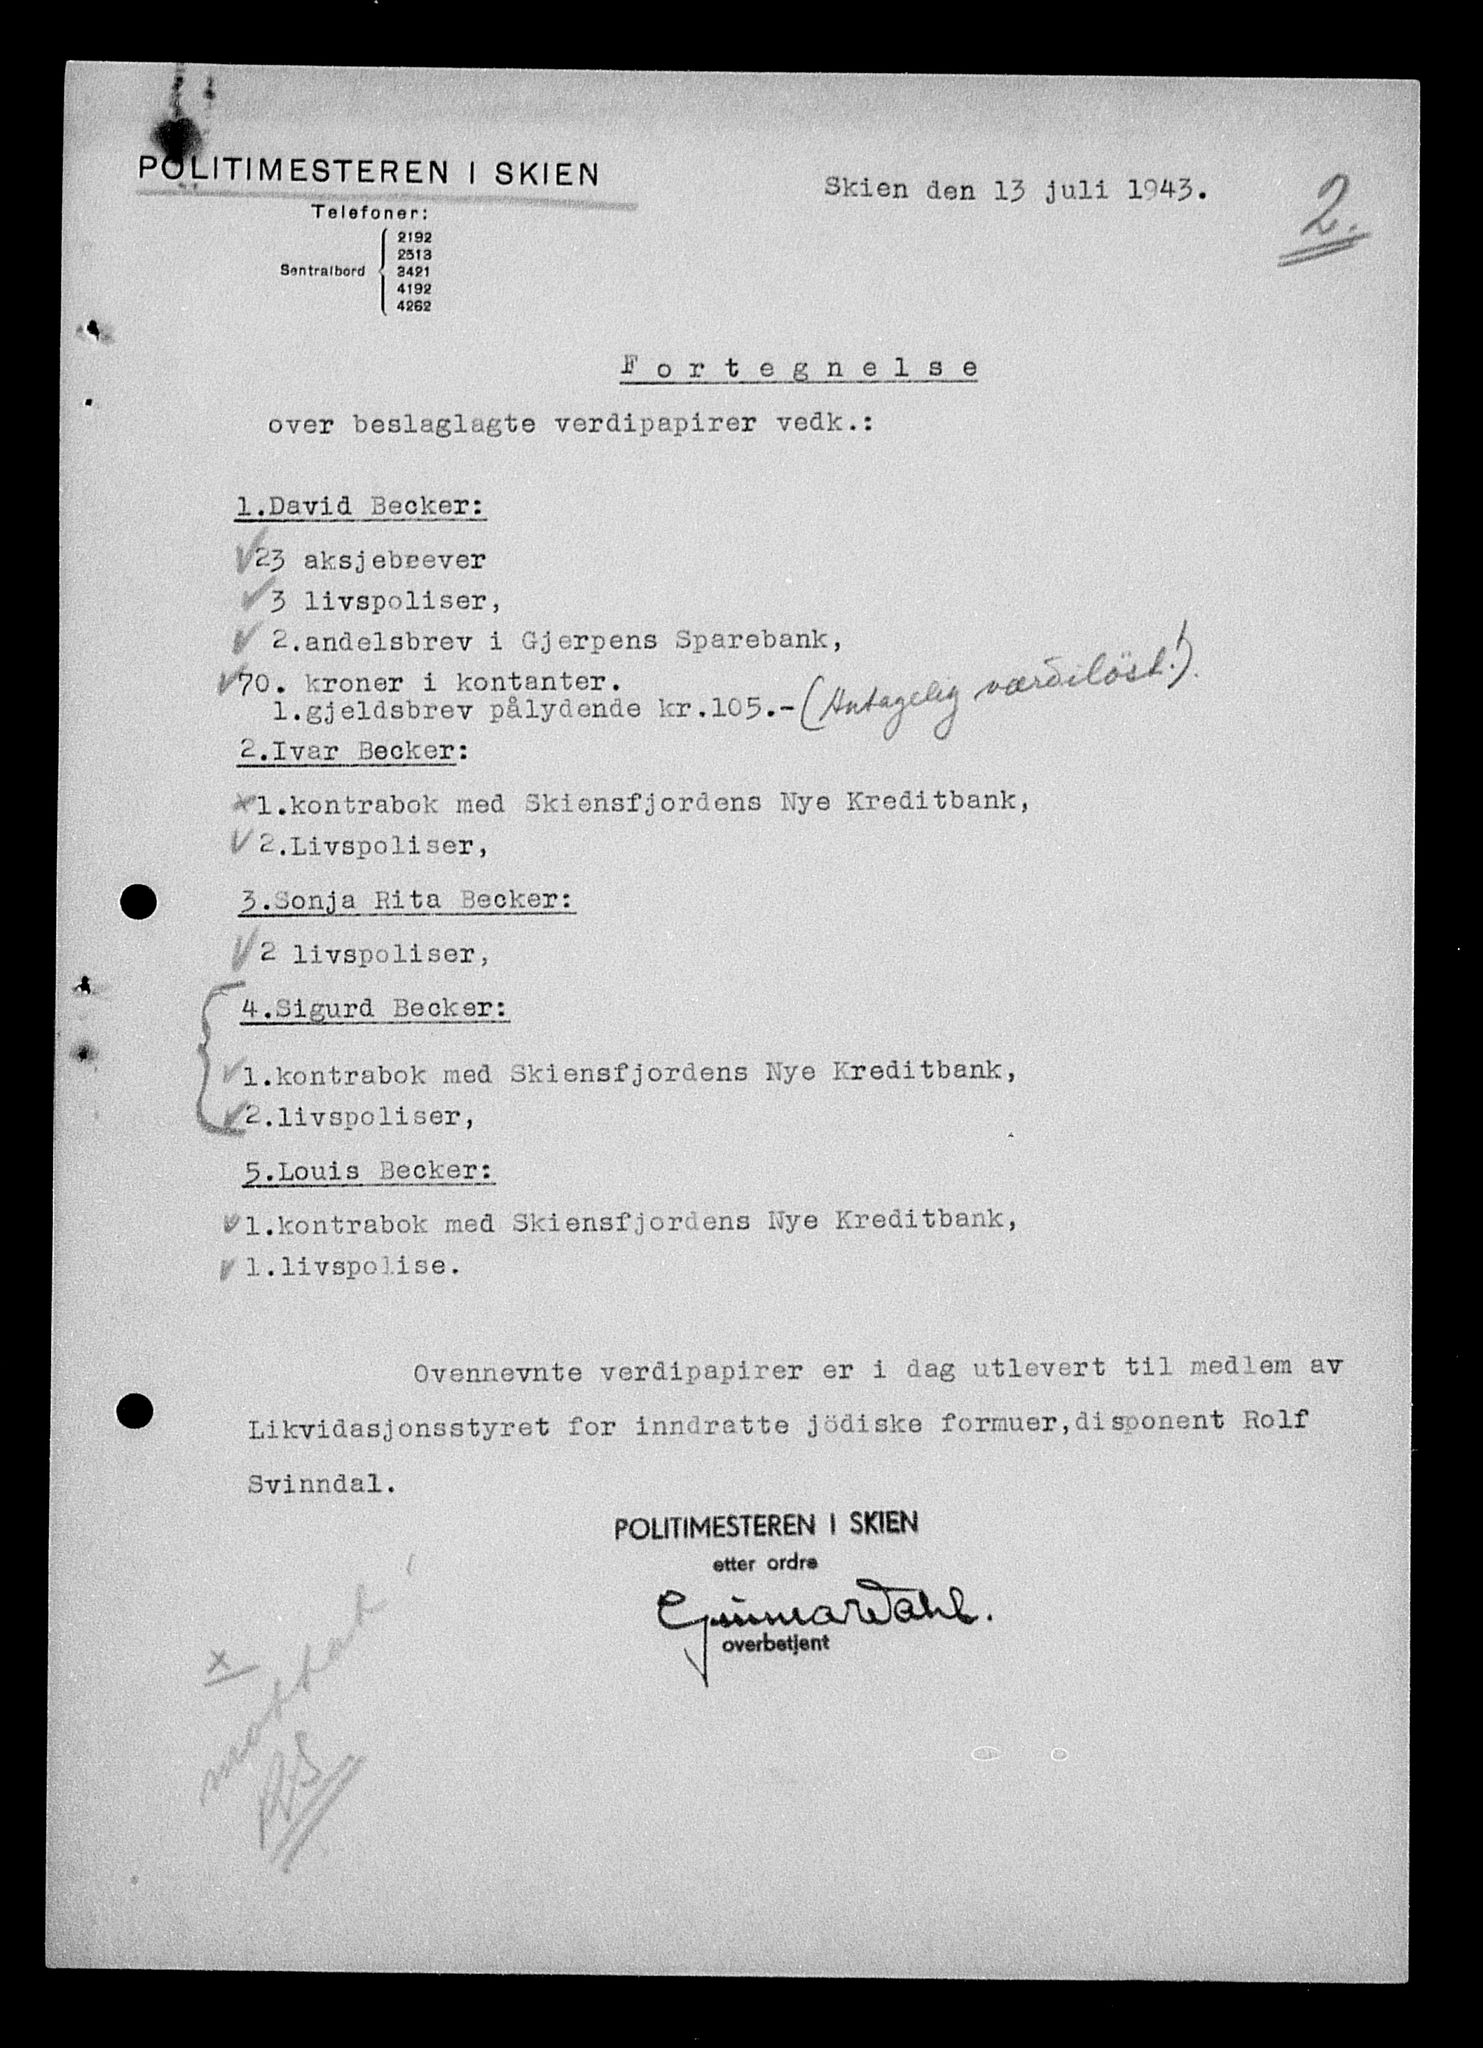 POLITIMESTEREN I SKIEN
Skien den 13 juli 1943.
2.
Telefoner:
Sentralbord
2192
2513
3421
4192
4262
Fortegnelse
over beslaglagte verdipapirer vedk.:
1.David Becker:
23 aksjebrever
3 livspoliser,
2.andelsbrev i Gjerpens Sparebank,
70. kroner i kontanter.
1.gjeldsbrev pålydende kr.105.- (Antagelig værdilöst!).
2.Ivar Becker:
x 1.kontrabok med Skiensfjordens Nye Kreditbank,
2.Livspoliser,
3.Sonja Rita Becker:
2 livspoliser,
4.Sigurd Becker:
1.kontrabok med Skiensfjordens Nye Kreditbank,
2.livspoliser,
5.Louis Becker:
1.kontrabok med Skiensfjordens Nye Kreditbank,
1.livspolise.
Ovennevnte verdipapirer er i dag utlevert til medlem av
Likvidasjonsstyret for inndratte jödiske formuer,disponent Rolf
Svinndal.
POLITIMESTEREN I SKIEN
etter ordre
Gunnar Dahl.
overbetjent
x
mottatt!
RS